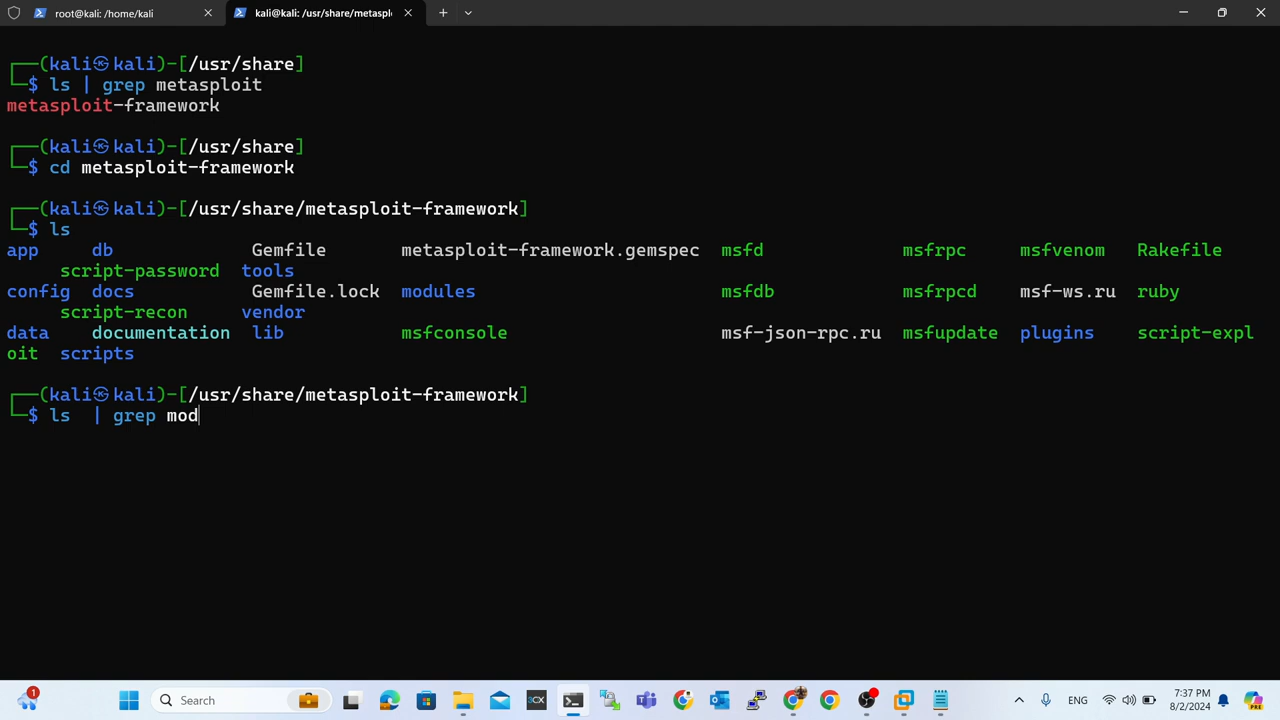 root@kali: /home/kali
kali@kali: /usr/share/metaspl
┌──(kali㉿kali)-[/usr/share]
└─$ ls | grep metasploit
metasploit-framework
┌──(kali㉿kali)-[/usr/share]
└─$ cd metasploit-framework
┌──(kali㉿kali)-[/usr/share/metasploit-framework]
└─$ ls
app db Gemfile metasploit-framework.gemspec msfd msfrpc msfvenom Rakefile
script-password tools
config docs Gemfile.lock modules msfdb msfrpcd msf-ws.ru ruby
script-recon vendor
data documentation lib msfconsole msf-json-rpc.ru msfupdate plugins script-expl
oit scripts
┌──(kali㉿kali)-[/usr/share/metasploit-framework]
└─$ ls | grep mod
1
Search
3CX
ENG
7:37 PM
8/2/2024
PRE